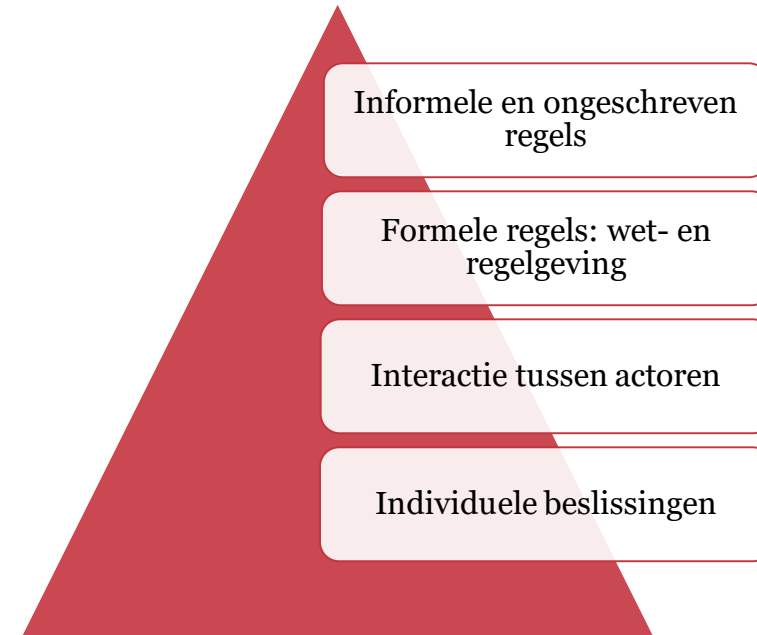 Informele en ongeschreven
regels
Formele regels: wet- en
regelgeving
Interactie tussen actoren
Individuele beslissingen